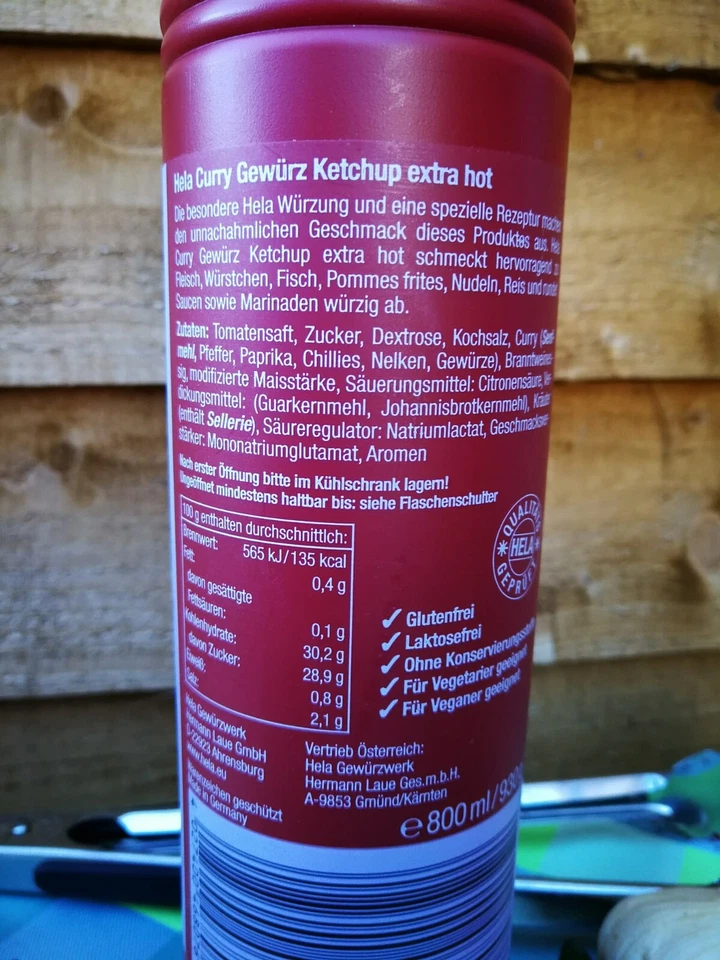 Hela Curry Gewürz Ketchup extra hot
Die besondere Hela Würzung und eine spezielle Rezeptur machen
den unnachahmlichen Geschmack dieses Produktes aus. Hela
Curry Gewürz Ketchup extra hot schmeckt hervorragend zu
Fleisch, Würstchen, Fisch, Pommes frites, Nudeln, Reis und rundet
Saucen sowie Marinaden würzig ab.
Zutaten: Tomatensaft, Zucker, Dextrose, Kochsalz, Curry (Senf-
mehl, Pfeffer, Paprika, Chillies, Nelken, Gewürze), Branntweines-
sig, modifizierte Maisstärke, Säuerungsmittel: Citronensäure, Ver-
dickungsmittel: (Guarkernmehl, Johannisbrotkernmehl), Kräuter
(enthält Sellerie), Säureregulator: Natriumlactat, Geschmacksver-
stärker: Mononatriumglutamat, Aromen
Nach erster Öffnung bitte im Kühlschrank lagern!
Ungeöffnet mindestens haltbar bis: siehe Flaschenschulter
100 g enthalten durchschnittlch:
Brennwert: 565 kJ/135 kcal
Fett: 0,4 g
davon gesättigte
Fettsäuren: 0,1 g
Kohlenhydrate: 30,2 g
davon Zucker: 28,9 g
Eiweiß: 0,8 g
Salz: 2,1 g
QUALITÄT
HELA
GEPRÜFT
✓ Glutenfrei
✓ Laktosefrei
✓ Ohne Konservierungsstoffe
✓ Für Vegetarier geeignet
✓ Für Veganer geeignet
Hela Gewürzwerk
Hermann Laue GmbH
D-22923 Ahrensburg
www.hela.eu
Warenzeichen geschützt
Made in Germany
Vertrieb Österreich:
Hela Gewürzwerk
Hermann Laue Ges.m.b.H.
A-9853 Gmünd/Kärnten
e 800 ml/930